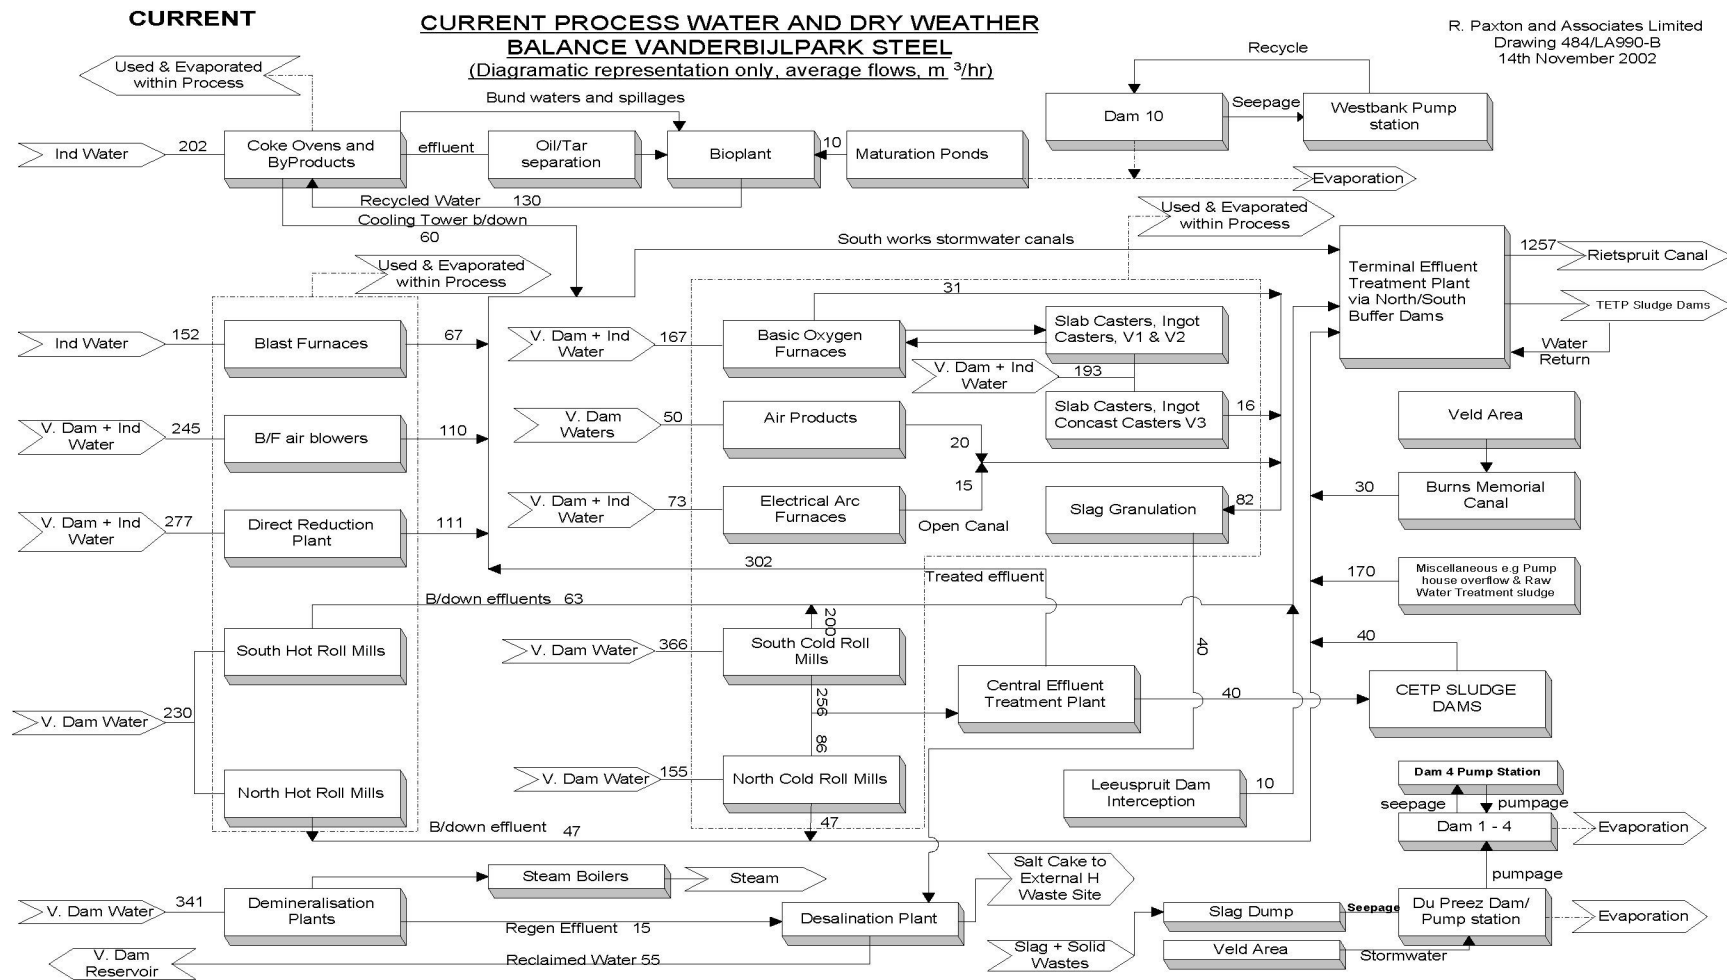 CURRENT
CURRENT PROCESS WATER AND DRY WEATHER
BALANCE VANDERBIJLPARK STEEL
(Diagramatic representation only, average flows, m ³/hr)
R. Paxton and Associates Limited
Drawing 484/LA990-B
14th November 2002
Used & Evaporated
within Process
Bund waters and spillages
Recycle
Ind Water
202
Coke Ovens and
ByProducts
effluent
Oil/Tar
separation
Bioplant
10
Maturation Ponds
Dam 10
Seepage
Westbank Pump
station
Evaporation
Recycled Water
130
Cooling Tower b/down
60
Used & Evaporated
within Process
South works stormwater canals
Used & Evaporated
within Process
Terminal Effluent
Treatment Plant
via North/South
Buffer Dams
1257
Rietspruit Canal
TETP Sludge Dams
Water
Return
Ind Water
152
Blast Furnaces
67
V. Dam + Ind
Water
167
Basic Oxygen
Furnaces
31
Slab Casters, Ingot
Casters, V1 & V2
V. Dam + Ind
Water
193
Slab Casters, Ingot
Concast Casters V3
16
V. Dam + Ind
Water
245
B/F air blowers
110
V. Dam
Waters
50
Air Products
20
15
Veld Area
Burns Memorial
Canal
30
V. Dam + Ind
Water
277
Direct Reduction
Plant
111
V. Dam + Ind
Water
73
Electrical Arc
Furnaces
Open Canal
Slag Granulation
82
302
Treated effluent
170
Miscellaneous e.g Pump
house overflow & Raw
Water Treatment sludge
B/down effluents
63
200
South Hot Roll Mills
V. Dam Water
366
South Cold Roll
Mills
40
40
256
Central Effluent
Treatment Plant
40
CETP SLUDGE
DAMS
V. Dam Water
230
86
North Hot Roll Mills
V. Dam Water
155
North Cold Roll Mills
Leeuspruit Dam
Interception
10
Dam 4 Pump Station
seepage
pumpage
B/down effluent
47
47
Dam 1 - 4
Evaporation
pumpage
Steam Boilers
Steam
Salt Cake to
External H
Waste Site
V. Dam Water
341
Demineralisation
Plants
Regen Effluent
15
Desalination Plant
Slag Dump
Seepage
Du Preez Dam/
Pump station
Evaporation
V. Dam
Reservoir
Reclaimed Water 55
Slag + Solid
Wastes
Veld Area
Stormwater